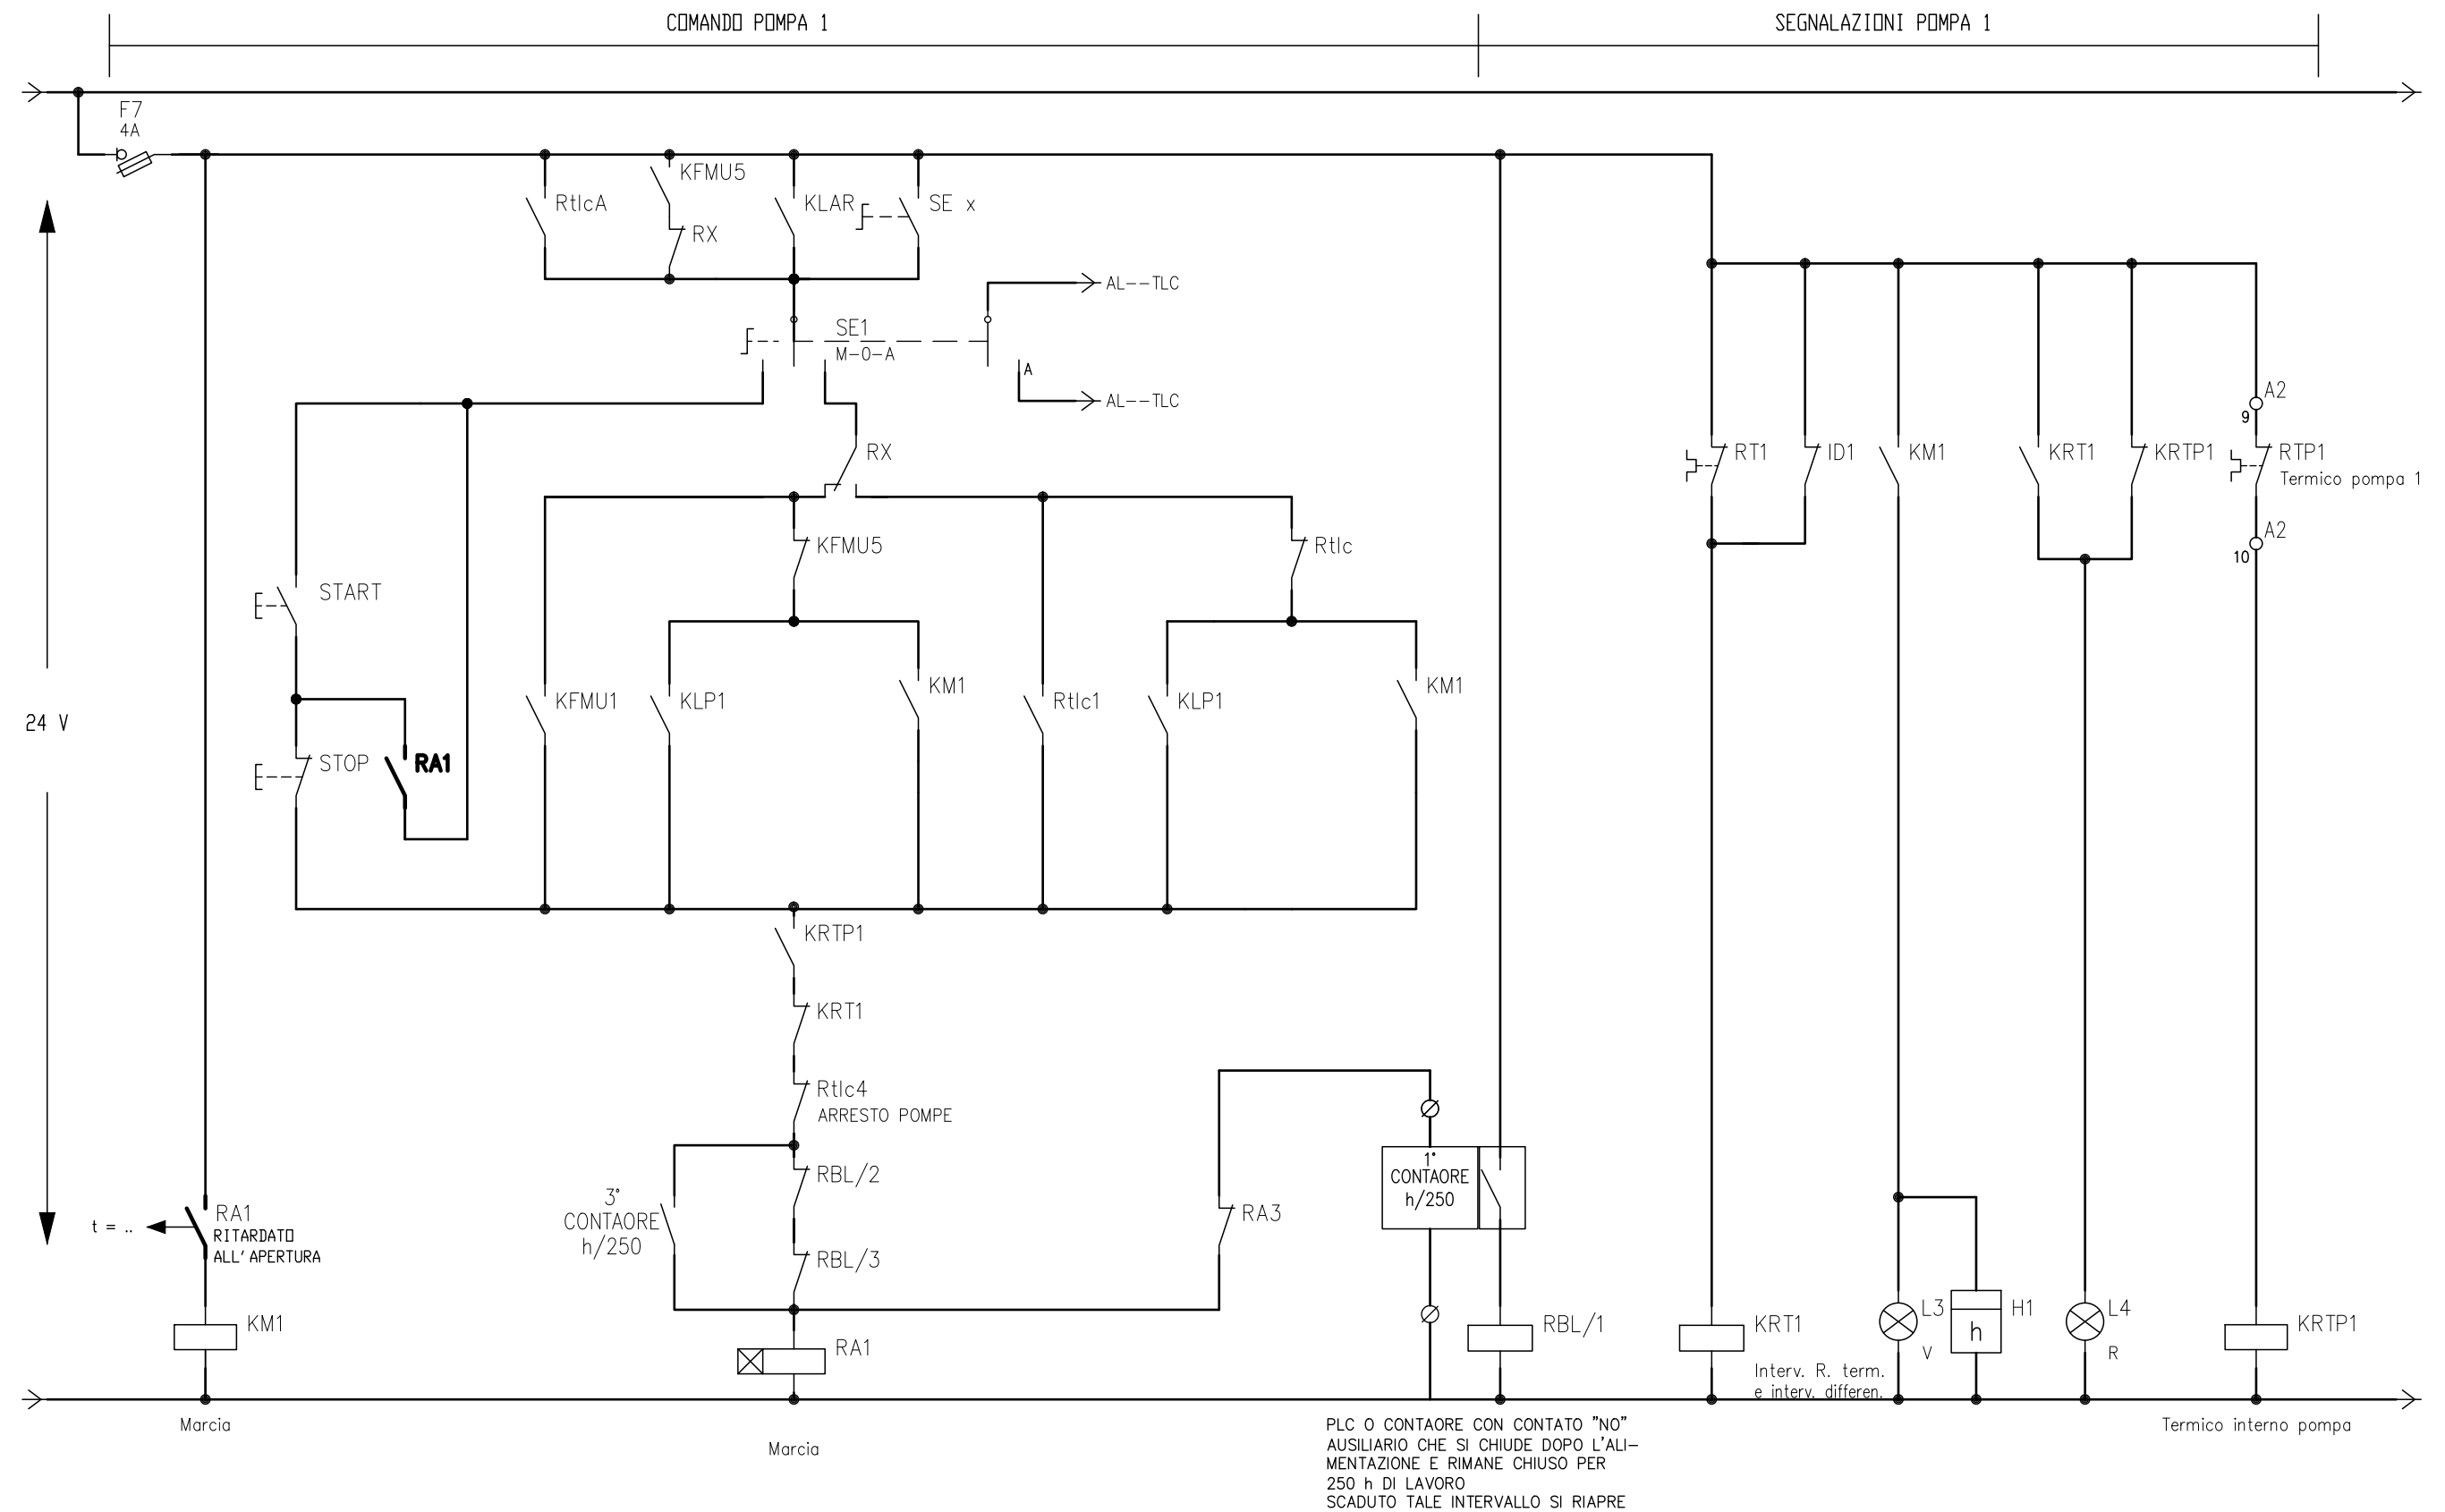 COMANDO POMPA 1
SEGNALAZIONI POMPA 1
F7
4A
RtlcA
KFMU5
RX
KLAR
SE x
AL--TLC
SE1
M-O-A
A
AL--TLC
A2
9
RX
RT1
ID1
KM1
KRT1
KRTP1
RTP1
Termico pompa 1
A2
10
KFMU5
Rtlc
START
24 V
KFMU1
KLP1
KM1
Rtlc1
KLP1
KM1
STOP
RA1
KRTP1
KRT1
Rtlc4
ARRESTO POMPE
1°
CONTAORE
h/250
RBL/2
3°
CONTAORE
h/250
RBL/3
RA3
t = ..
RA1
RITARDATO
ALL' APERTURA
KM1
RA1
RBL/1
KRT1
L3
V
H1
h
L4
R
KRTP1
Interv. R. term.
e interv. differen.
Marcia
Marcia
Termico interno pompa
PLC O CONTAORE CON CONTATO "NO"
AUSILIARIO CHE SI CHIUDE DOPO L'ALI-
MENTAZIONE E RIMANE CHIUSO PER
250 h DI LAVORO
SCADUTO TALE INTERVALLO SI RIAPRE